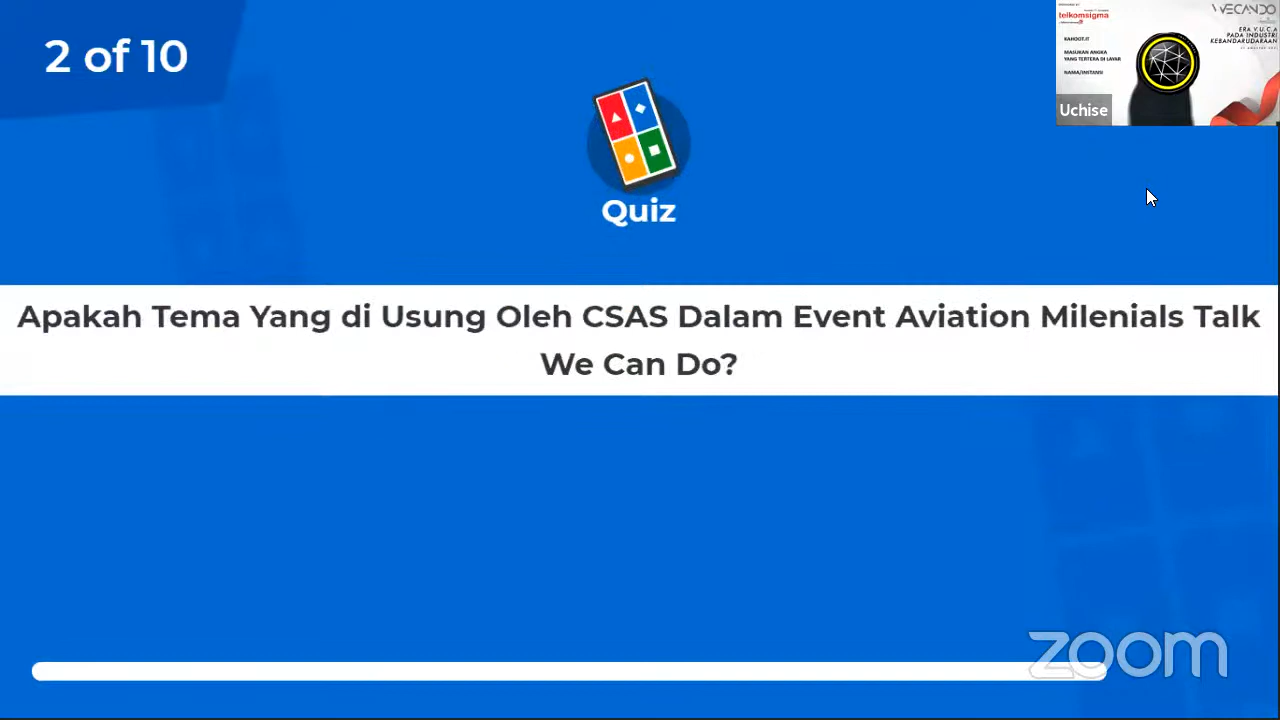 2 of 10
Quiz
Apakah Tema Yang di Usung Oleh CSAS Dalam Event Aviation Milenials Talk
We Can Do?
telkomsigma
KAHOOT.IT
MASUKAN ANGKA
YANG TERTERA DI LAYAR
NAMA/INSTANSI
WECANDO
ERA V.U.C.A
PADA INDUSTRI
KEBANDARUDARAAN
Uchise
zoom